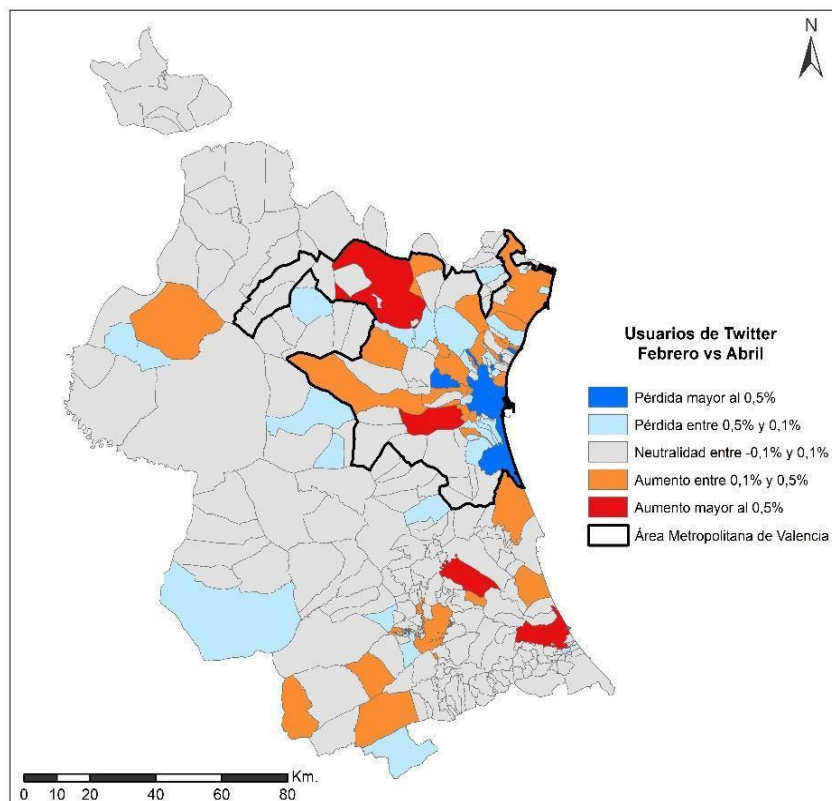 N
Usuarios de Twitter
Febrero vs Abril
Pérdida mayor al 0,5%
Pérdida entre 0,5% y 0,1%
Neutralidad entre -0,1% y 0,1%
Aumento entre 0,1% y 0,5%
Aumento mayor al 0,5%
Área Metropolitana de Valencia
Km.
0 10 20 40 60 80